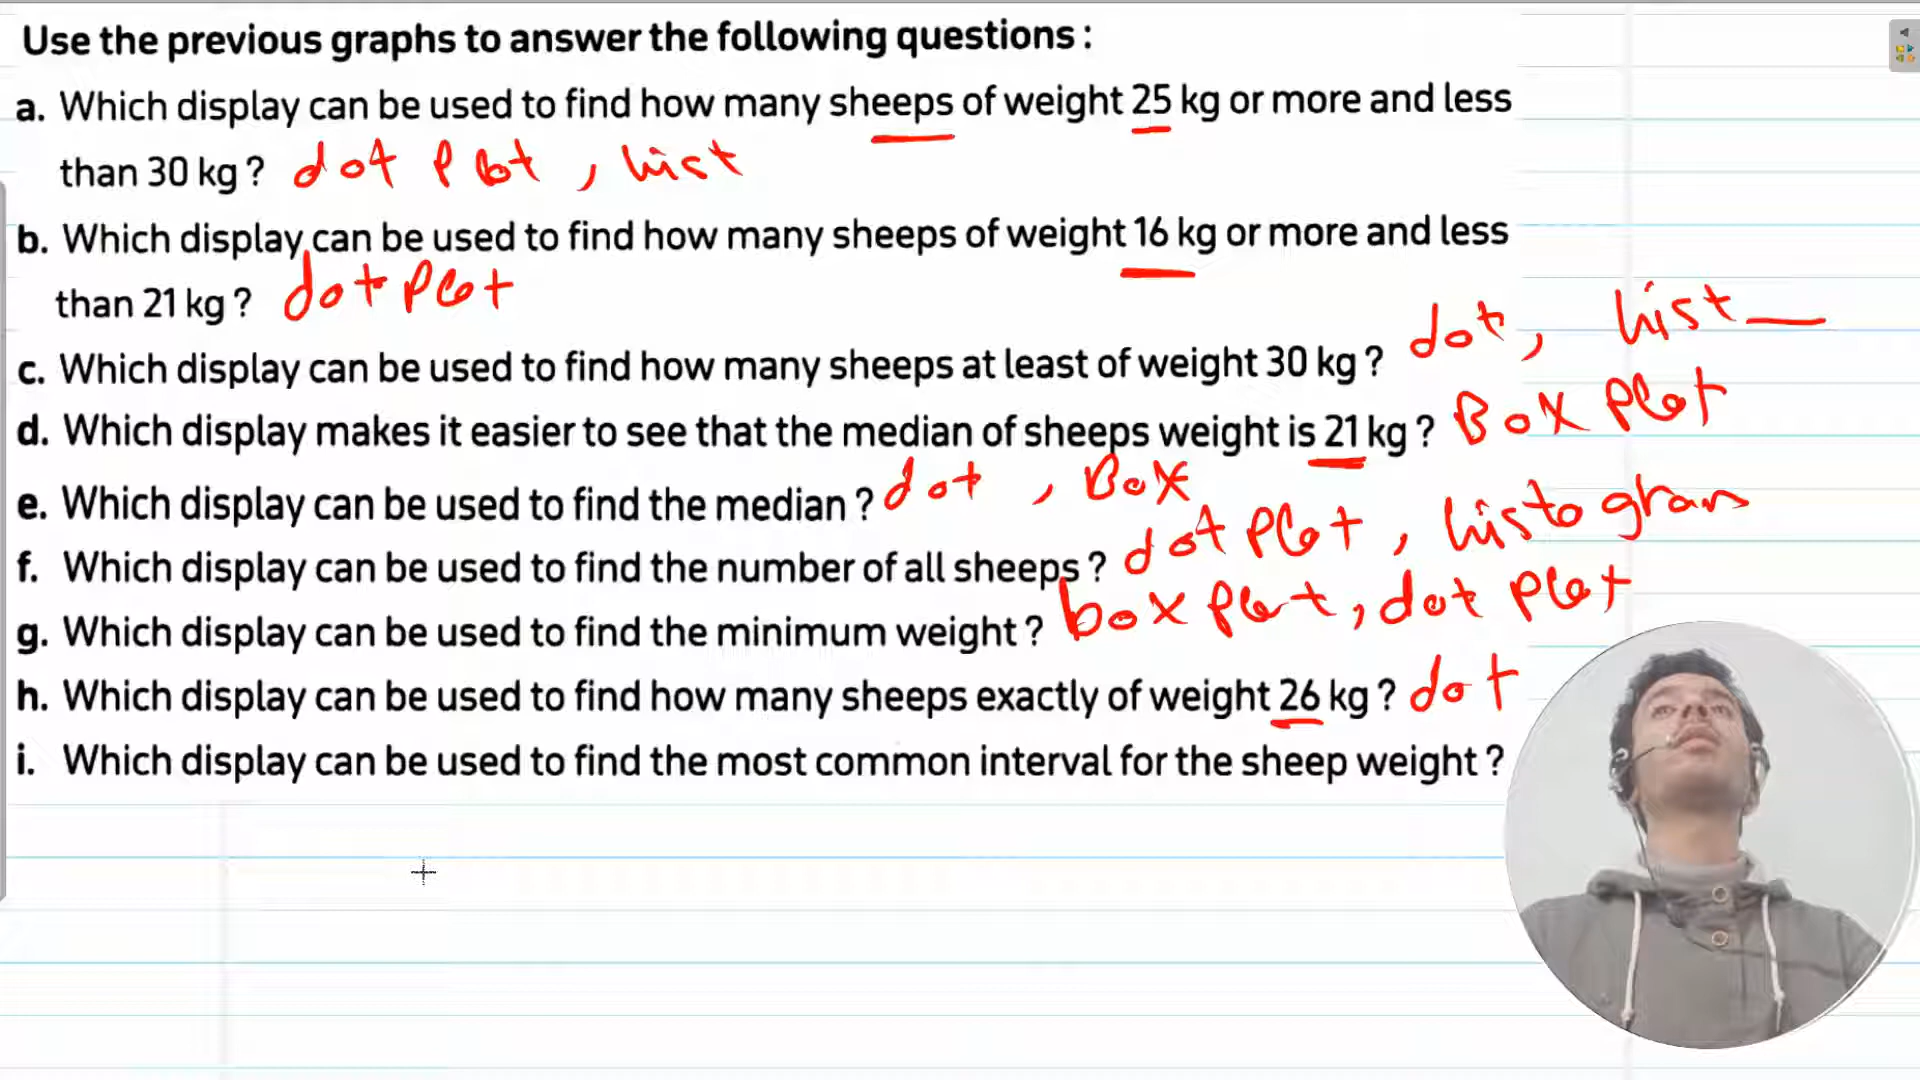 Use the previous graphs to answer the following questions :
a. Which display can be used to find how many sheeps of weight 25 kg or more and less
than 30 kg ? dot plot , hist
b. Which display can be used to find how many sheeps of weight 16 kg or more and less
than 21 kg ? dot plot
c. Which display can be used to find how many sheeps at least of weight 30 kg ? dot, hist
d. Which display makes it easier to see that the median of sheeps weight is 21 kg ? Box plot
e. Which display can be used to find the median ? dot , Box
f. Which display can be used to find the number of all sheeps ? dot plot , histogram
g. Which display can be used to find the minimum weight ? box plot, dot plot
h. Which display can be used to find how many sheeps exactly of weight 26 kg ? dot
i. Which display can be used to find the most common interval for the sheep weight ?